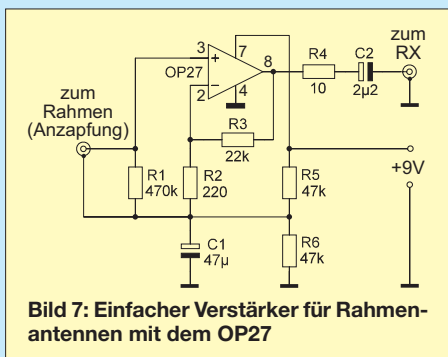 zum
Rahmen
(Anzapfung)
3
+
OP27
−
2
7
8
4
R4
10
C2
2µ2
zum
RX
R3
22k
R1
470k
R2
220
R5
47k
+9V
C1
47µ
R6
47k
Bild 7: Einfacher Verstärker für Rahmen-
antennen mit dem OP27